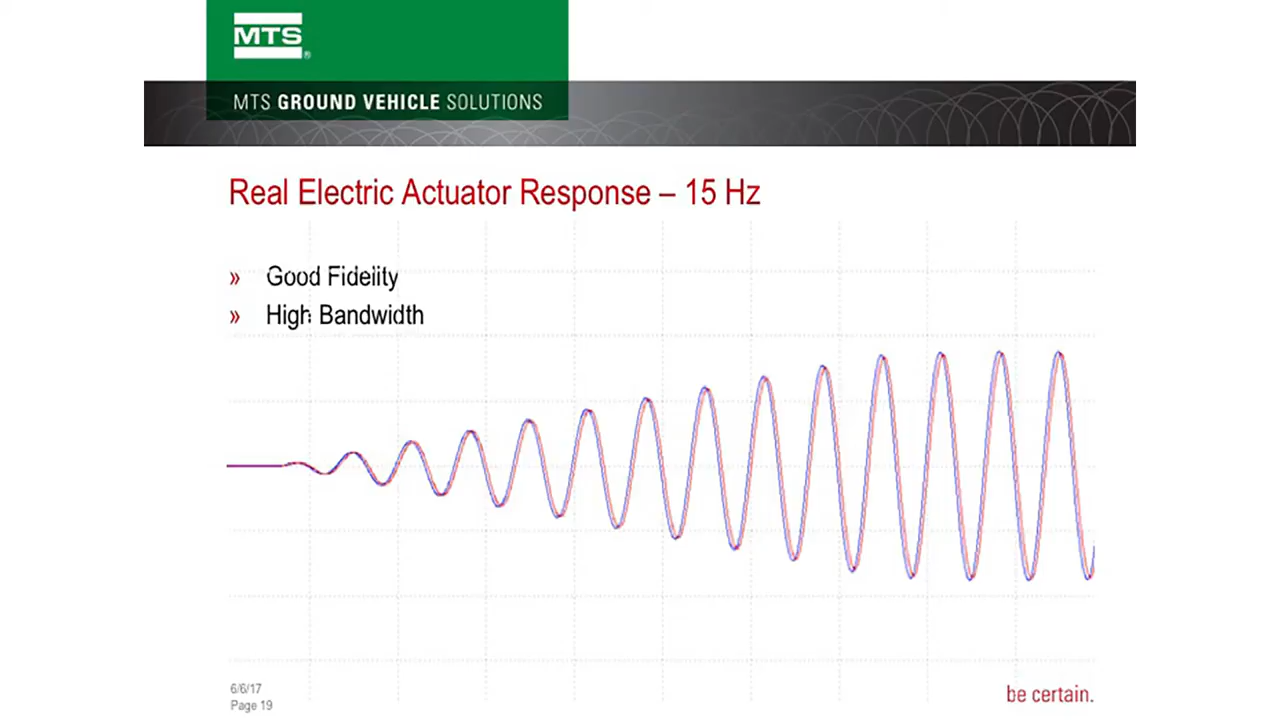 MTS®
MTS GROUND VEHICLE SOLUTIONS
Real Electric Actuator Response – 15 Hz
» Good Fidelity
» High Bandwidth
6/6/17
Page 19
be certain.